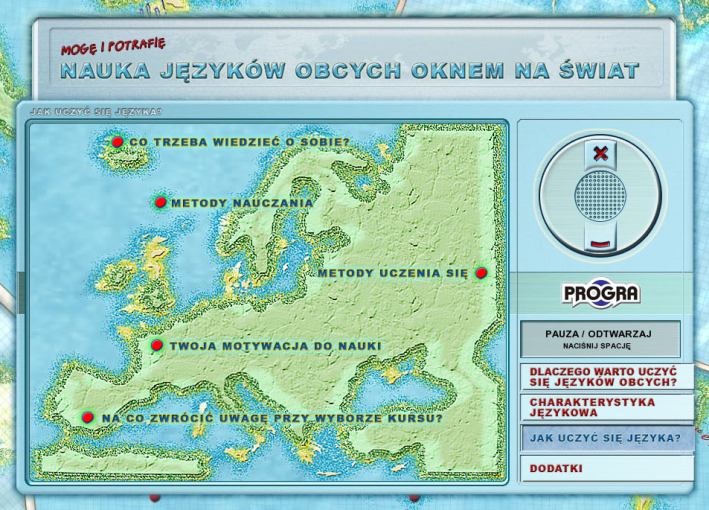 MOGĘ I POTRAFIĘ
NAUKA JĘZYKÓW OBCYCH OKNEM NA ŚWIAT
JAK UCZYĆ SIĘ JĘZYKA?
CO TRZEBA WIEDZIEĆ O SOBIE?
METODY NAUCZANIA
METODY UCZENIA SIĘ
TWOJA MOTYWACJA DO NAUKI
NA CO ZWRÓCIĆ UWAGĘ PRZY WYBORZE KURSU?
PROGRA
PAUZA / ODTWARZAJ
NACIŚNIJ SPACJĘ
DLACZEGO WARTO UCZYĆ
SIĘ JĘZYKÓW OBCYCH?
CHARAKTERYSTYKA
JĘZYKOWA
JAK UCZYĆ SIĘ JĘZYKA?
DODATKI